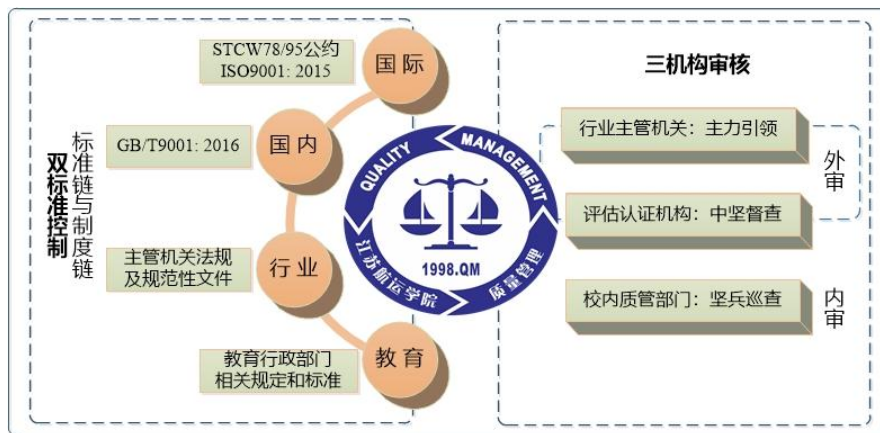 标准链与制度链
双标准控制
STCW78/95公约
ISO9001: 2015
国际
GB/T9001: 2016
国内
主管机关法规
及规范性文件
行业
教育行政部门
相关规定和标准
教育
QUALITY
MANAGEMENT
1998.QM
江苏航运学院
质量管理
三机构审核
行业主管机关：主力引领
评估认证机构：中坚督查
外审
校内质管部门：坚兵巡查
内审